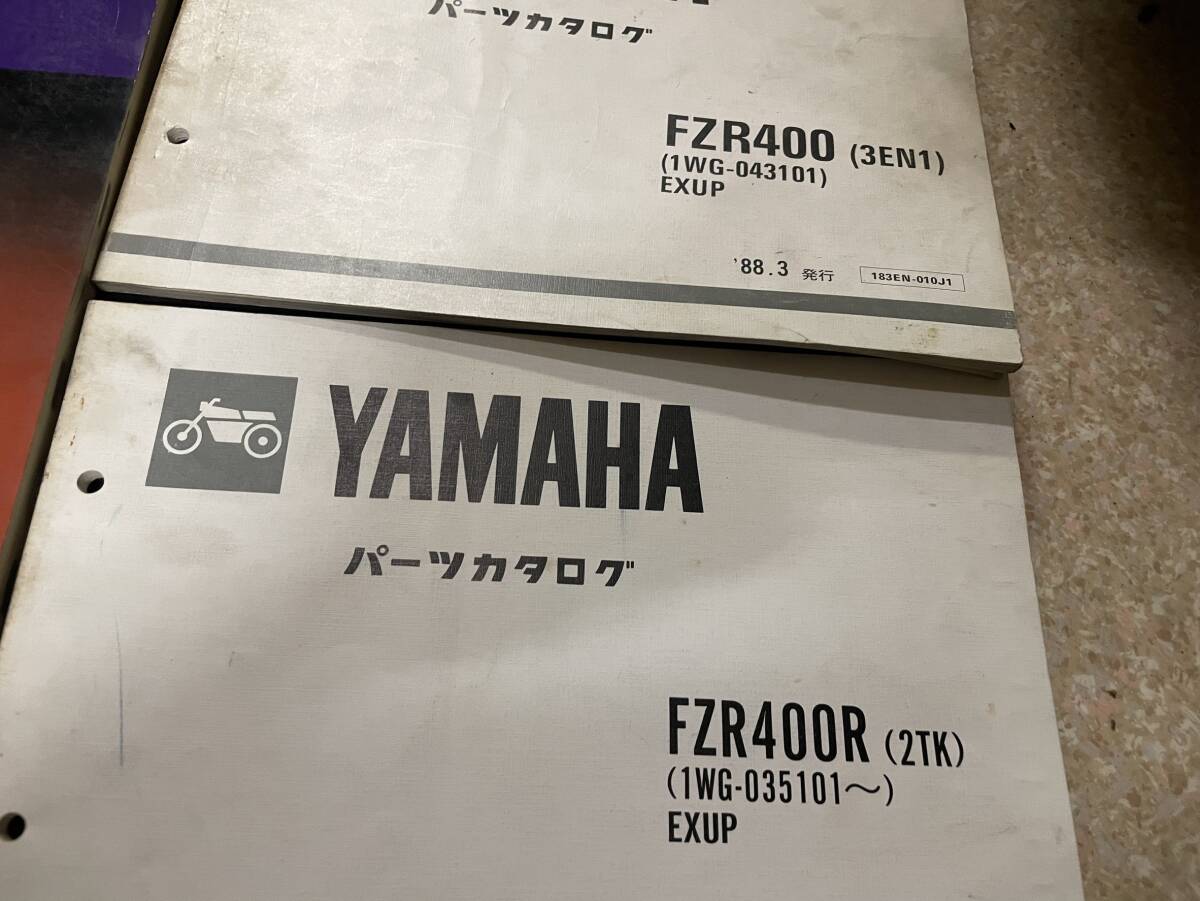 パーツカタログ
FZR400 (3EN1)
(1WG-043101)
EXUP
'88.3 発行 183EN-010J1
YAMAHA
パーツカタログ
FZR400R (2TK)
(1WG-035101～)
EXUP